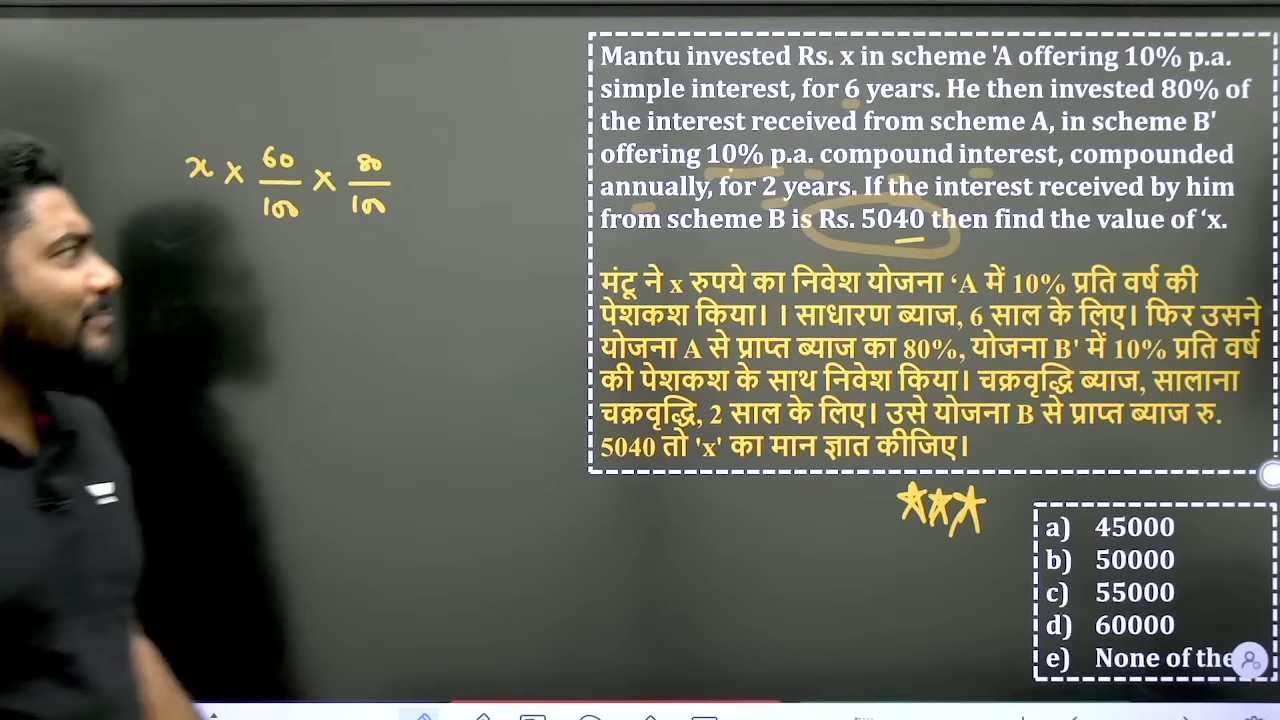 x × 60/100 × 80/100
Mantu invested Rs. x in scheme 'A offering 10% p.a.
simple interest, for 6 years. He then invested 80% of
the interest received from scheme A, in scheme B'
offering 10% p.a. compound interest, compounded
annually, for 2 years. If the interest received by him
from scheme B is Rs. 5040 then find the value of ‘x.
मंटू ने x रुपये का निवेश योजना ‘A में 10% प्रति वर्ष की
पेशकश किया। । साधारण ब्याज, 6 साल के लिए। फिर उसने
योजना A से प्राप्त ब्याज का 80%, योजना B' में 10% प्रति वर्ष
की पेशकश के साथ निवेश किया। चक्रवृद्धि ब्याज, सालाना
चक्रवृद्धि, 2 साल के लिए। उसे योजना B से प्राप्त ब्याज रु.
5040 तो 'x' का मान ज्ञात कीजिए।
a) 45000
b) 50000
c) 55000
d) 60000
e) None of the